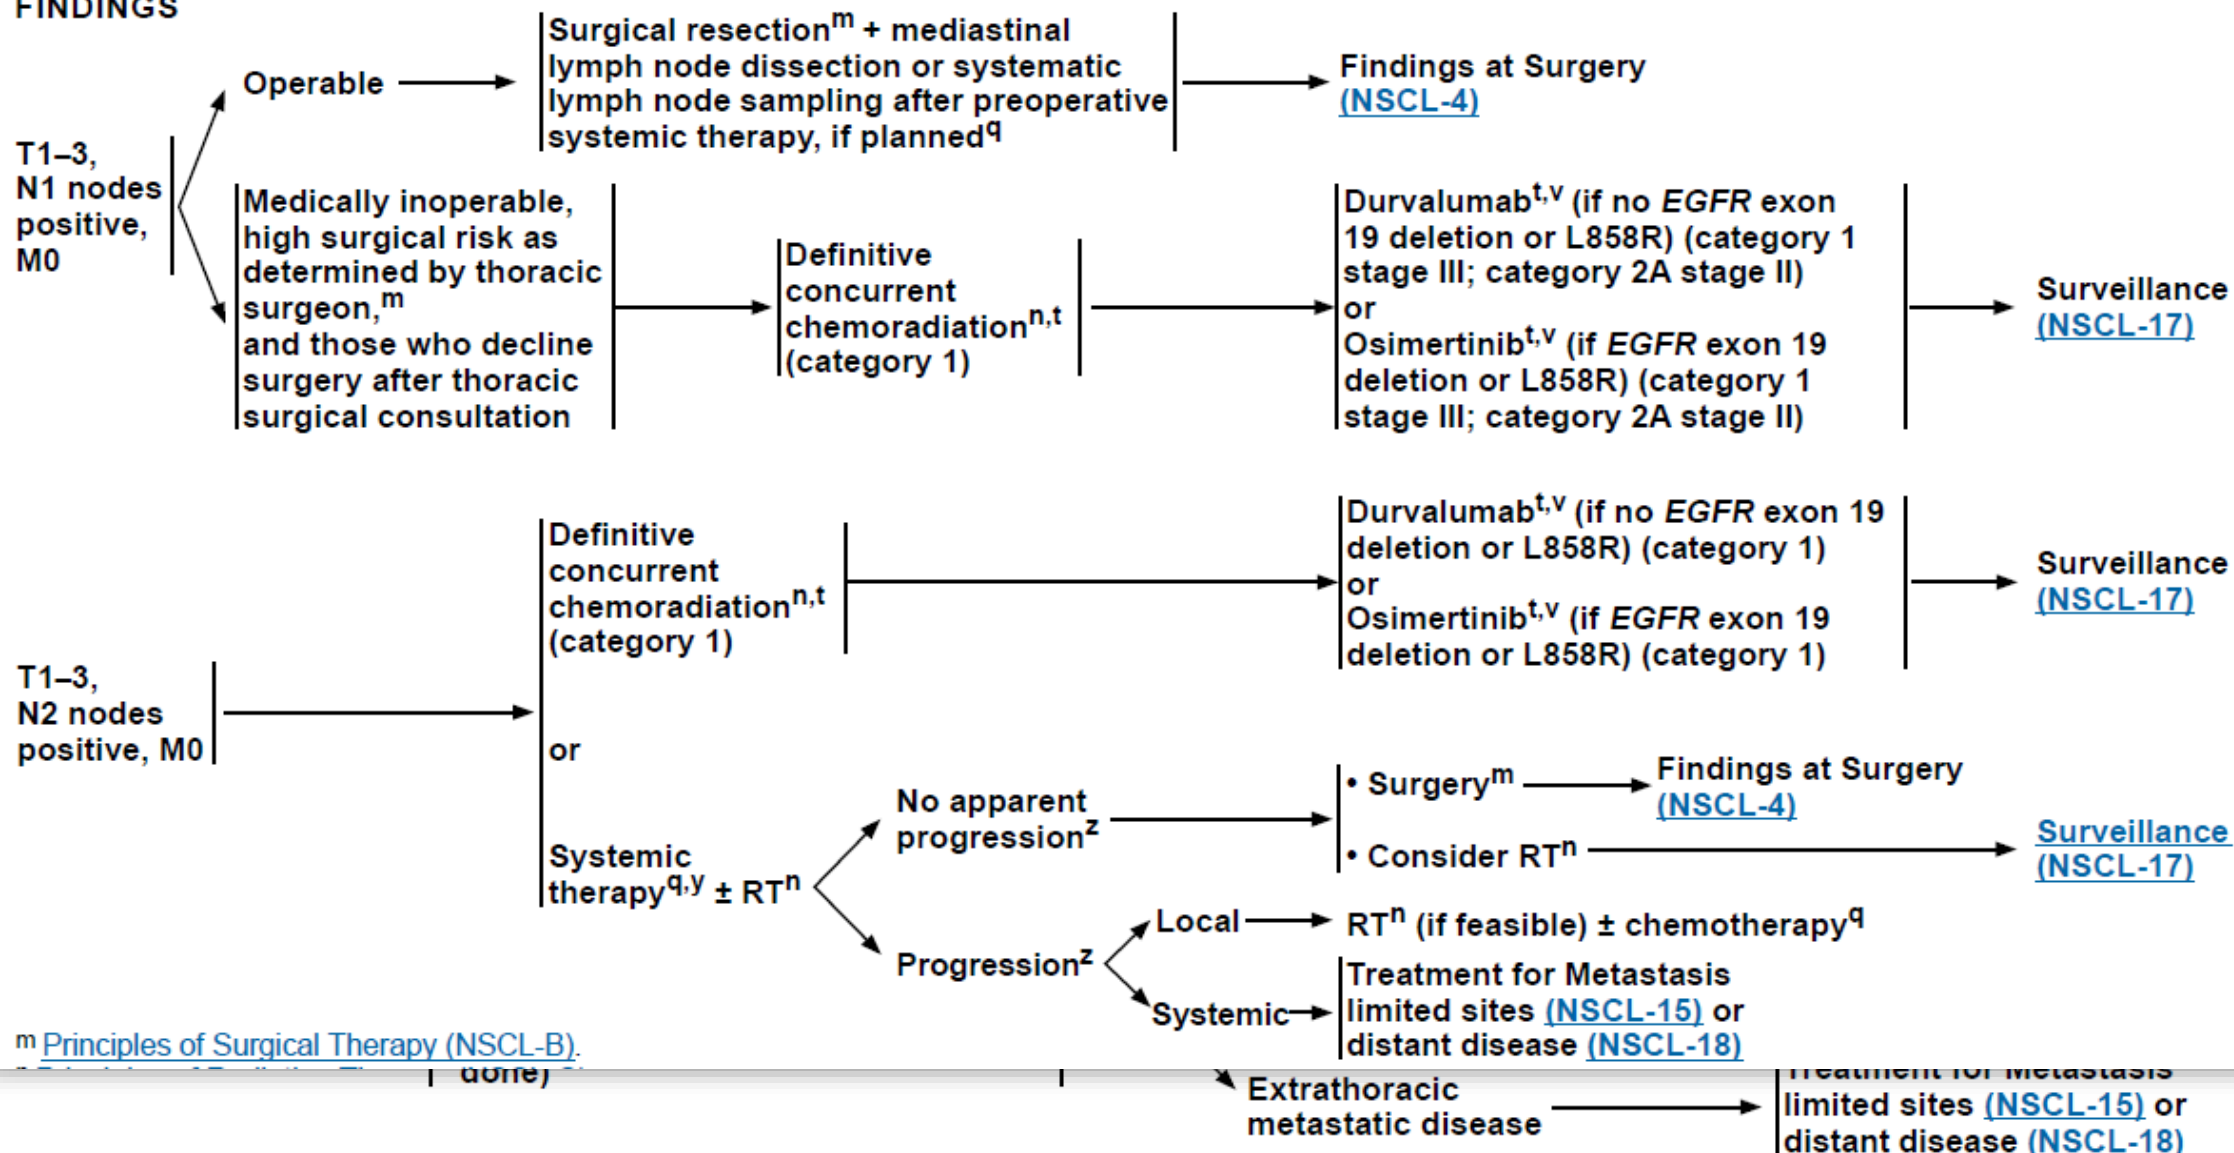 FINDINGS
T1–3,
N1 nodes
positive,
M0
Operable
Surgical resectionm + mediastinal
lymph node dissection or systematic
lymph node sampling after preoperative
systemic therapy, if plannedq
Findings at Surgery
(NSCL-4)
Medically inoperable,
high surgical risk as
determined by thoracic
surgeon,m
and those who decline
surgery after thoracic
surgical consultation
Definitive
concurrent
chemoradiationn,t
(category 1)
Durvalumabt,v (if no EGFR exon
19 deletion or L858R) (category 1
stage III; category 2A stage II)
or
Osimertinibt,v (if EGFR exon 19
deletion or L858R) (category 1
stage III; category 2A stage II)
Surveillance
(NSCL-17)
T1–3,
N2 nodes
positive, M0
Definitive
concurrent
chemoradiationn,t
(category 1)
Durvalumabt,v (if no EGFR exon 19
deletion or L858R) (category 1)
or
Osimertinibt,v (if EGFR exon 19
deletion or L858R) (category 1)
Surveillance
(NSCL-17)
or
Systemic
therapyq,y ± RTn
No apparent
progressionz
• Surgerym
Findings at Surgery
(NSCL-4)
• Consider RTn
Surveillance
(NSCL-17)
Progressionz
Local
RTn (if feasible) ± chemotherapyq
Systemic
Treatment for Metastasis
limited sites (NSCL-15) or
distant disease (NSCL-18)
m Principles of Surgical Therapy (NSCL-B).
done)
Extrathoracic
metastatic disease
Treatment for Metastasis
limited sites (NSCL-15) or
distant disease (NSCL-18)